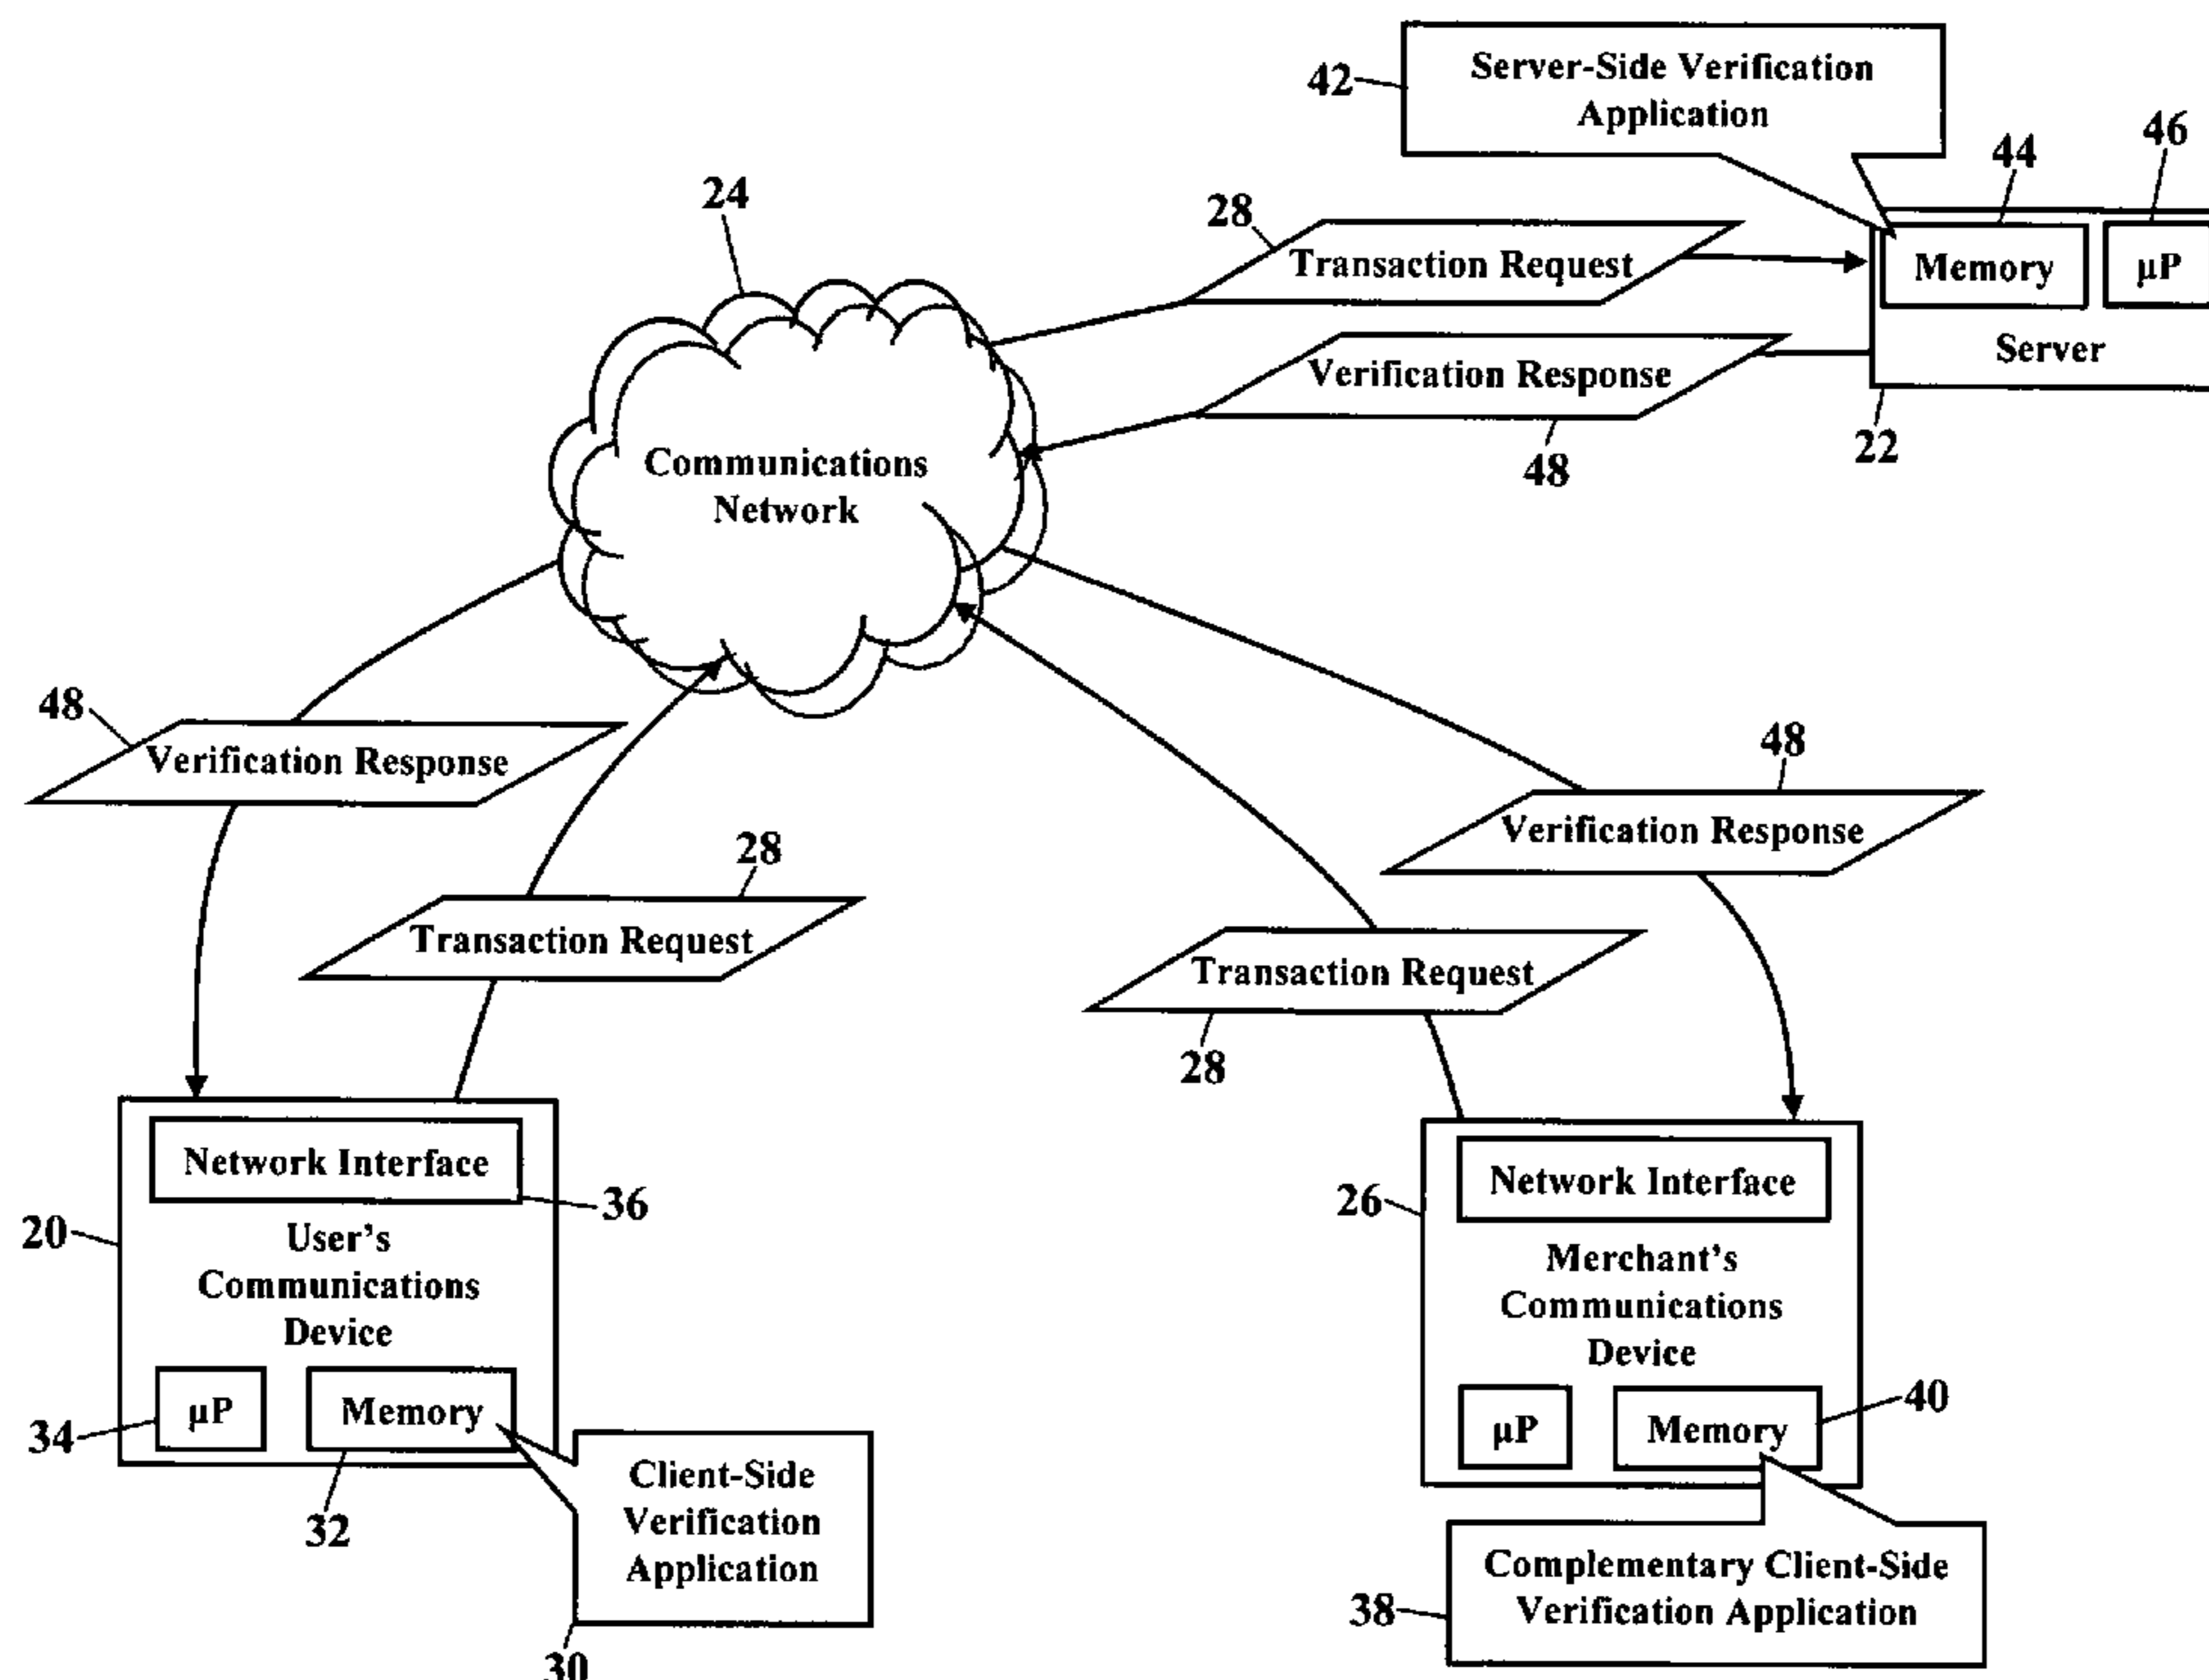 42
Server-Side Verification
Application
44
46
24
28
Transaction Request
Memory
μP
Server
Verification Response
22
48
Communications
Network
48
Verification Response
48
Verification Response
28
Transaction Request
Transaction Request
28
Network Interface
36
20
User's
Communications
Device
34
μP
Memory
32
Client-Side
Verification
Application
30
Network Interface
26
Merchant's
Communications
Device
μP
Memory
40
Complementary Client-Side
Verification Application
38